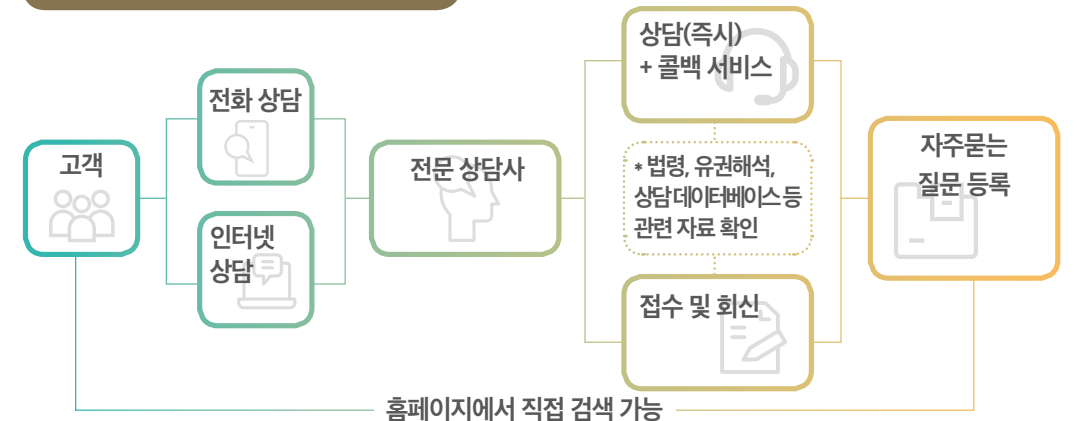 고객
전화 상담
인터넷
상담
전문 상담사
상담(즉시)
+ 콜백 서비스
* 법령, 유권해석,
상담데이터베이스 등
관련 자료 확인
접수 및 회신
자주묻는
질문 등록
홈페이지에서 직접 검색 가능